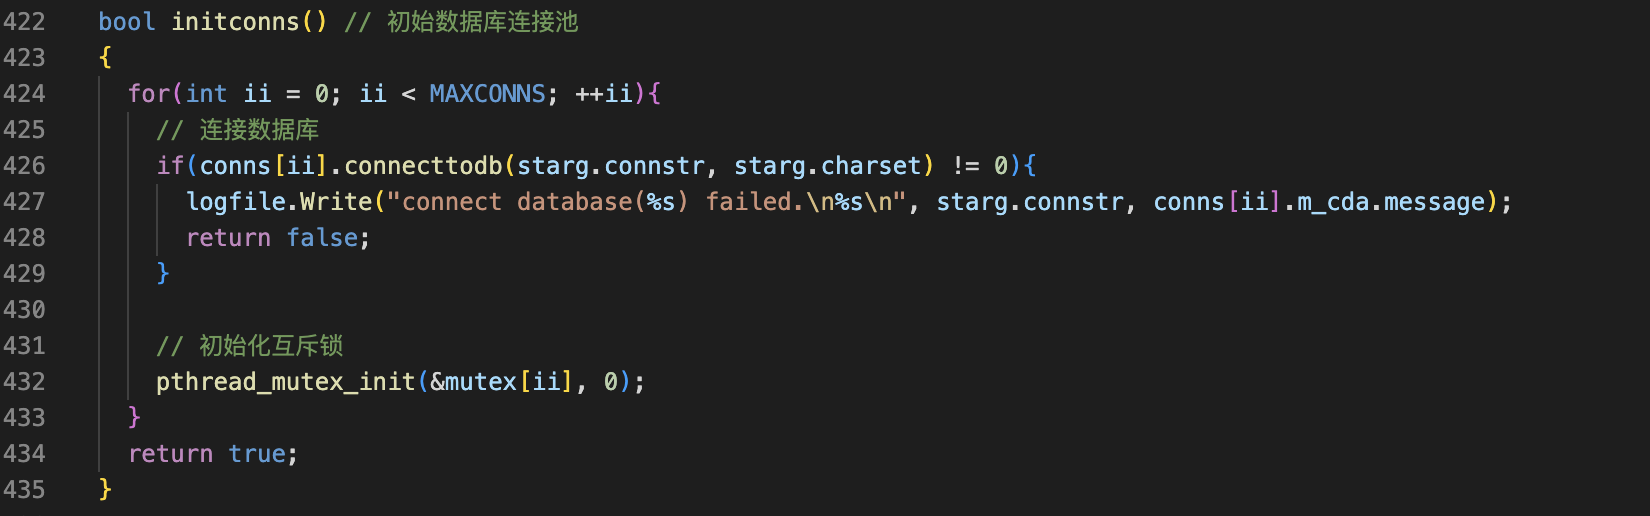 422 bool initconns() // 初始数据库连接池
423 {
424 for(int ii = 0; ii < MAXCONNS; ++ii){
425 // 连接数据库
426 if(conns[ii].connecttodb(starg.connstr, starg.charset) != 0){
427 logfile.Write("connect database(%s) failed.\n%s\n", starg.connstr, conns[ii].m_cda.message);
428 return false;
429 }
430
431 // 初始化互斥锁
432 pthread_mutex_init(&mutex[ii], 0);
433 }
434 return true;
435 }